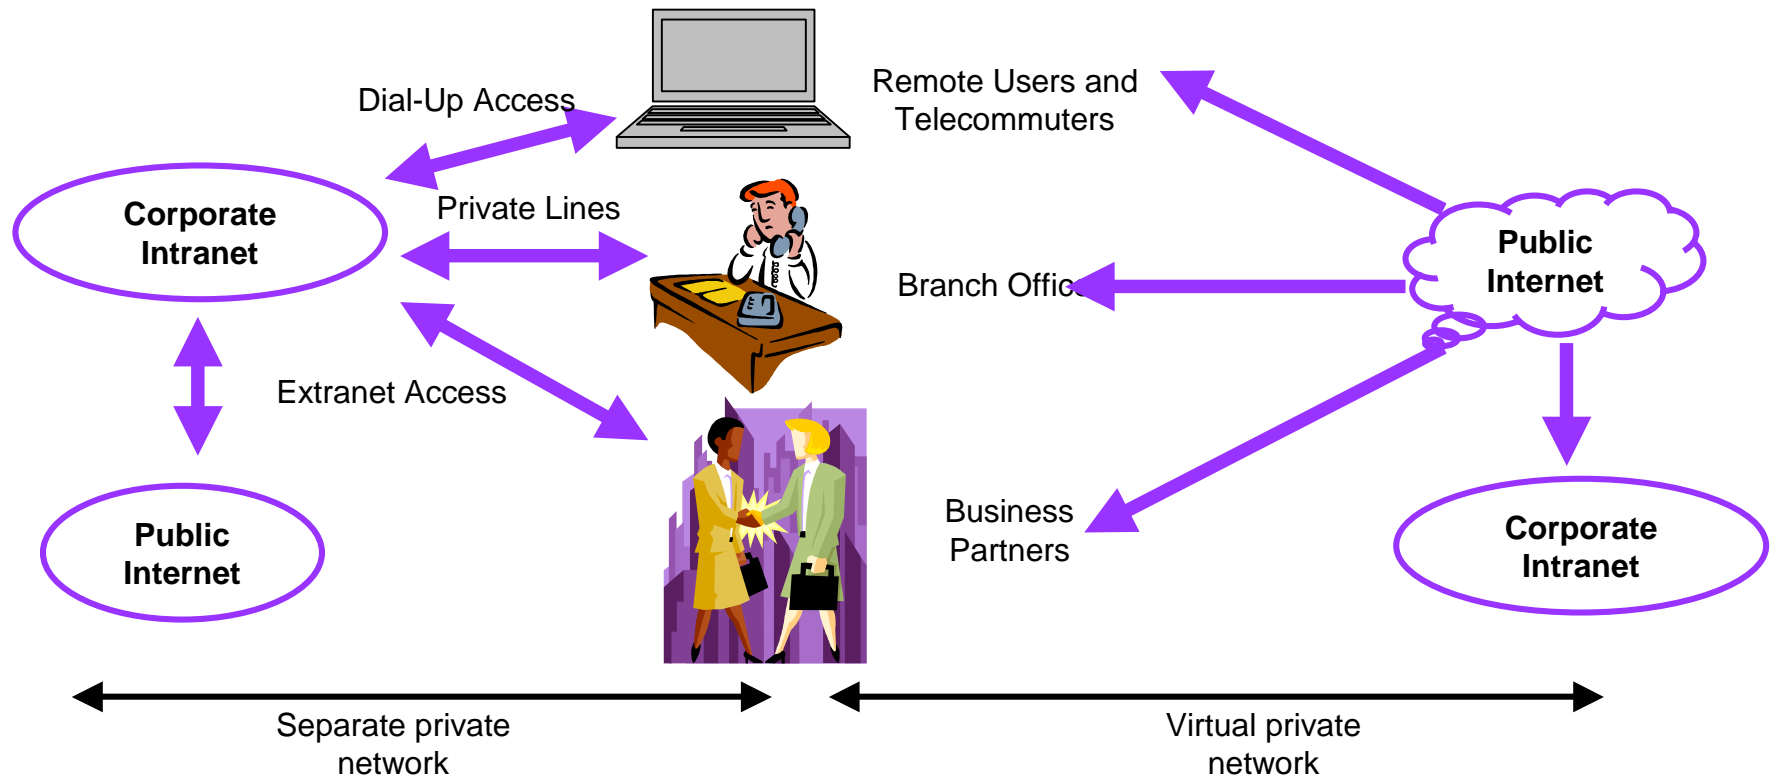 Dial-Up Access
Remote Users and
Telecommuters
Corporate
Intranet
Private Lines
Public
Internet
Branch Office
Extranet Access
Business
Partners
Public
Internet
Corporate
Intranet
Separate private
network
Virtual private
network